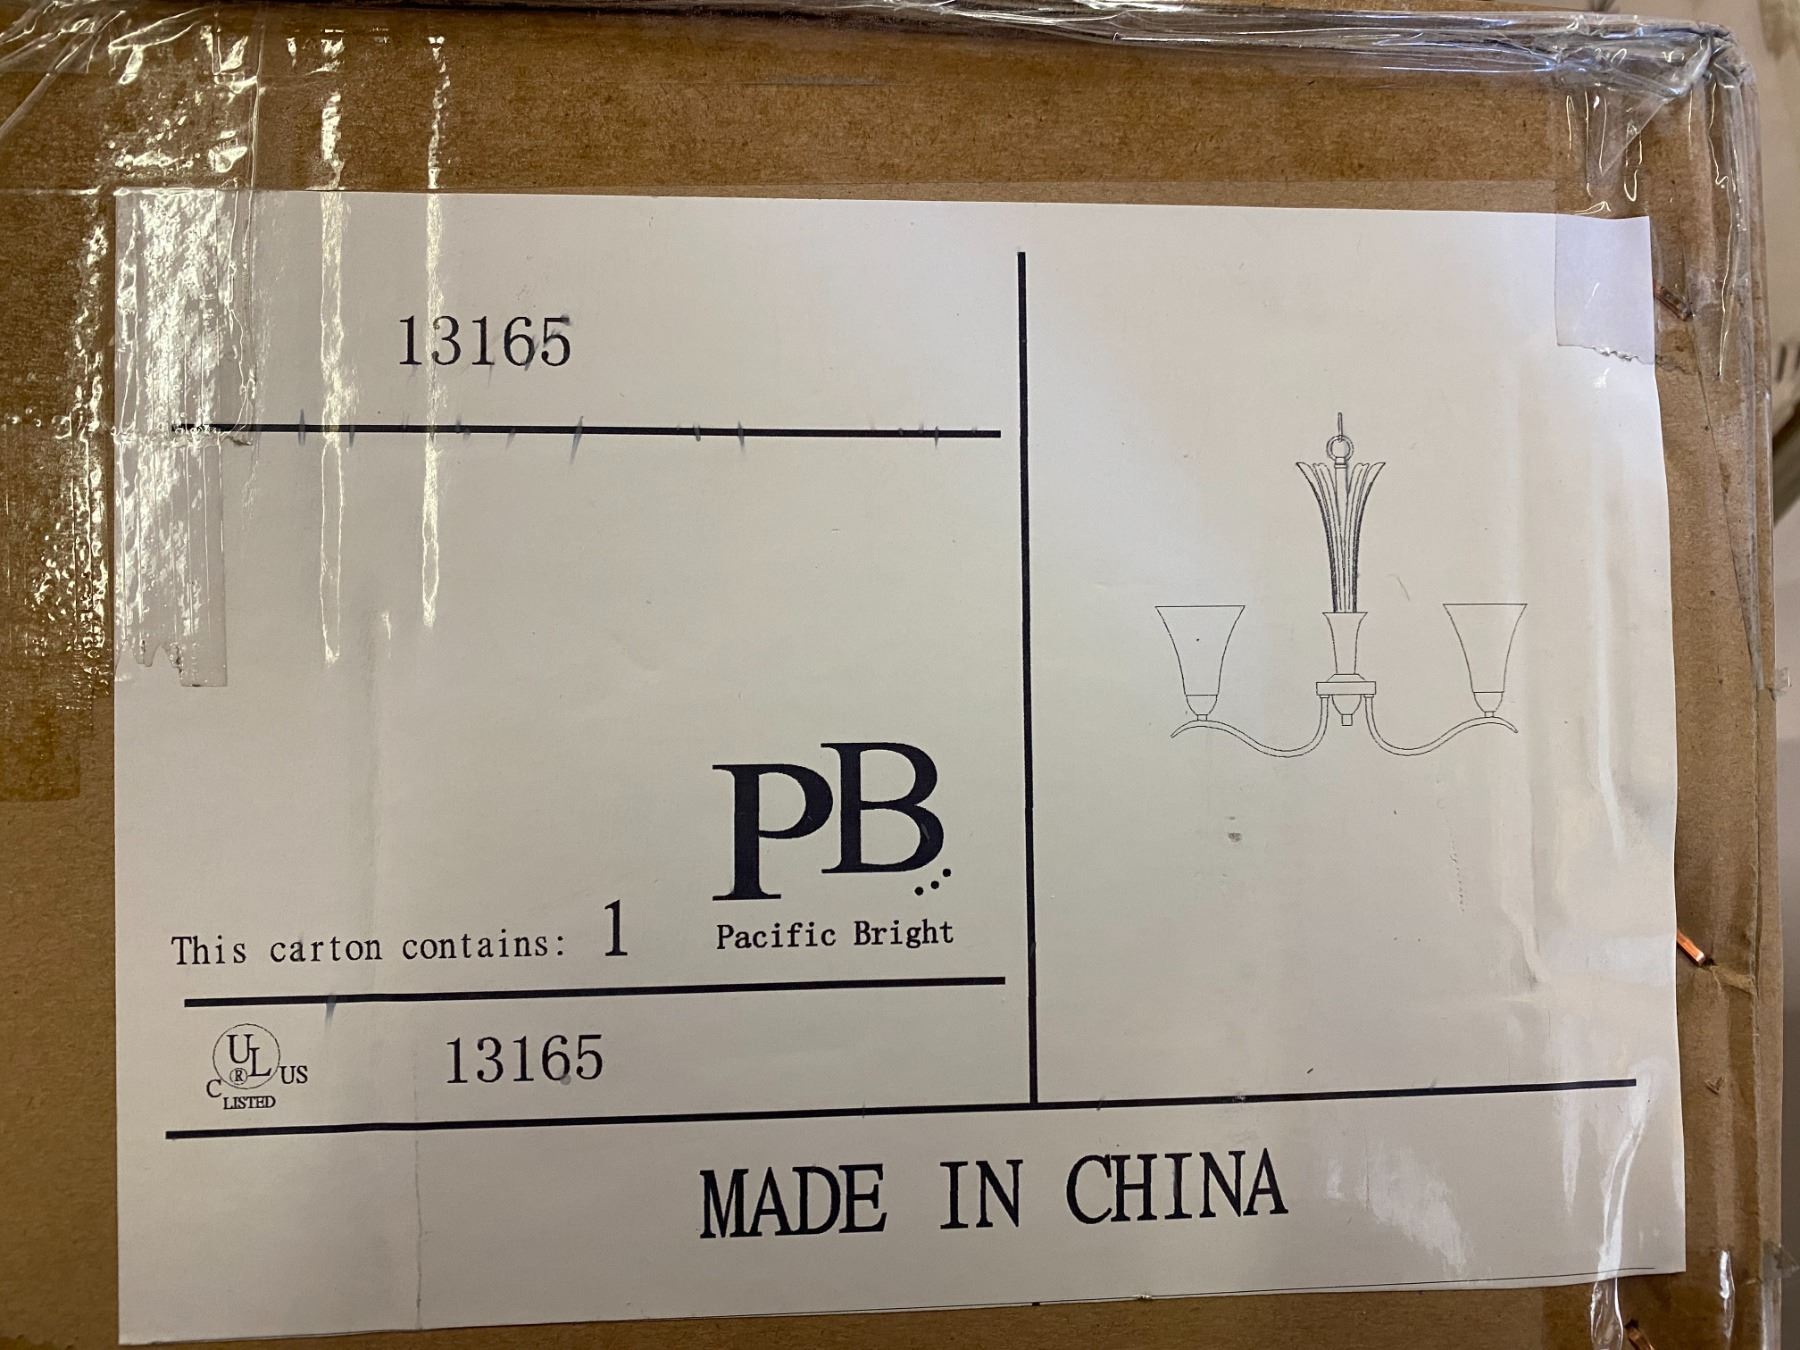 13165
PB...
This carton contains: 1
Pacific Bright
UL
®
C US
LISTED
13165
MADE IN CHINA